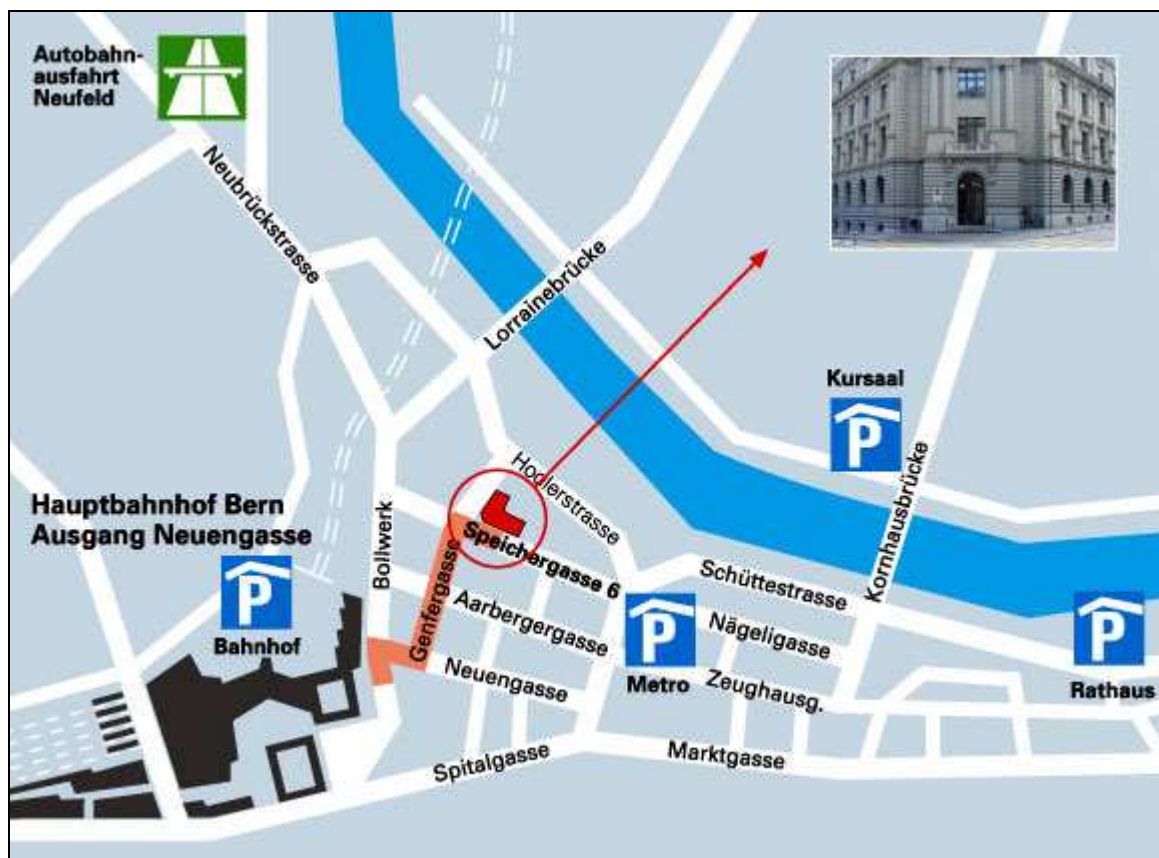 Autobahn-
ausfahrt
Neufeld
Neubrückstrasse
Lorrainebrücke
Kursaal
P
Hodlerstrasse
Hauptbahnhof Bern
Ausgang Neuengasse
P
Bahnhof
Bollwerk
Genfergasse
Speichergasse 6
Aarbergergasse
Neuengasse
Schüttestrasse
Kornhausbrücke
Nägeligasse
P
Metro
Zeughausg.
P
Rathaus
Spitalgasse
Marktgasse